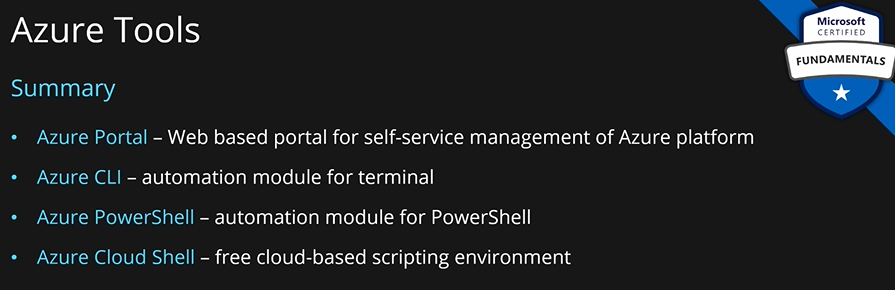 Azure Tools
Microsoft
CERTIFIED
FUNDAMENTALS
Summary
• Azure Portal – Web based portal for self-service management of Azure platform
• Azure CLI – automation module for terminal
• Azure PowerShell – automation module for PowerShell
• Azure Cloud Shell – free cloud-based scripting environment